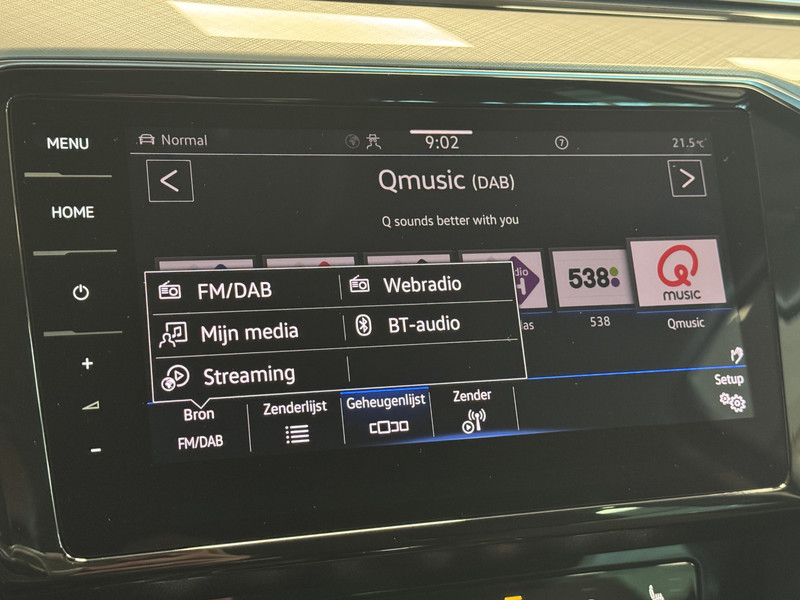 MENU
HOME
+
-
Normal
9:02
?
21.5°C
<
Qmusic (DAB)
>
Q sounds better with you
538
Q
MUSIC
538
Qmusic
FM/DAB
Webradio
Mijn media
BT-audio
Streaming
Bron
FM/DAB
Zenderlijst
Geheugenlijst
Zender
Setup